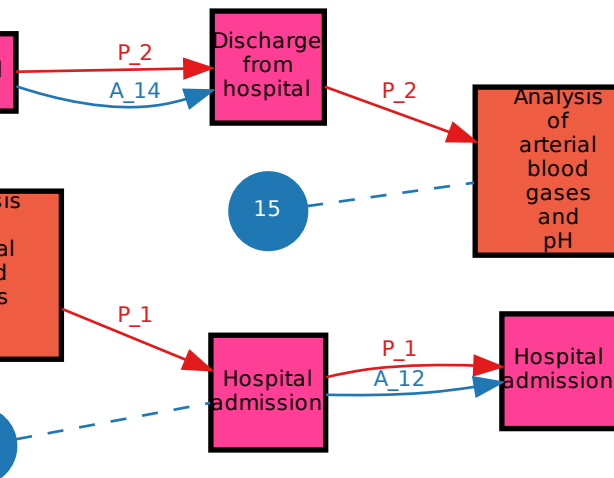 P_2
A_14
Discharge
from
hospital
P_2
Analysis
of
arterial
blood
gases
and
pH
15
P_1
Hospital
admission
P_1
A_12
Hospital
admission